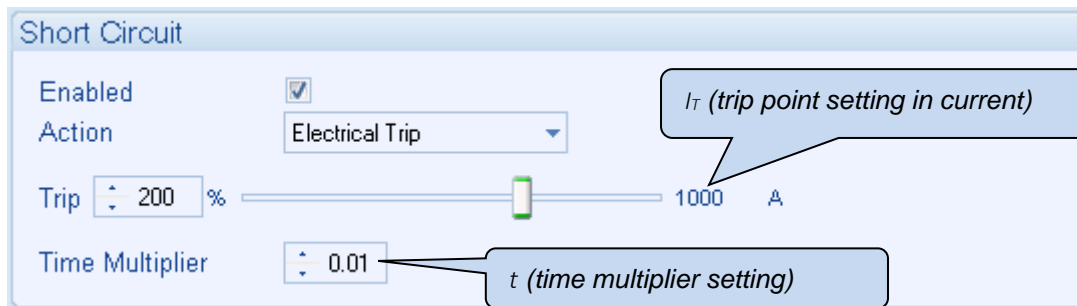 Short Circuit
Enabled
Action Electrical Trip
IT (trip point setting in current)
Trip 200 % 1000 A
Time Multiplier 0.01
t (time multiplier setting)